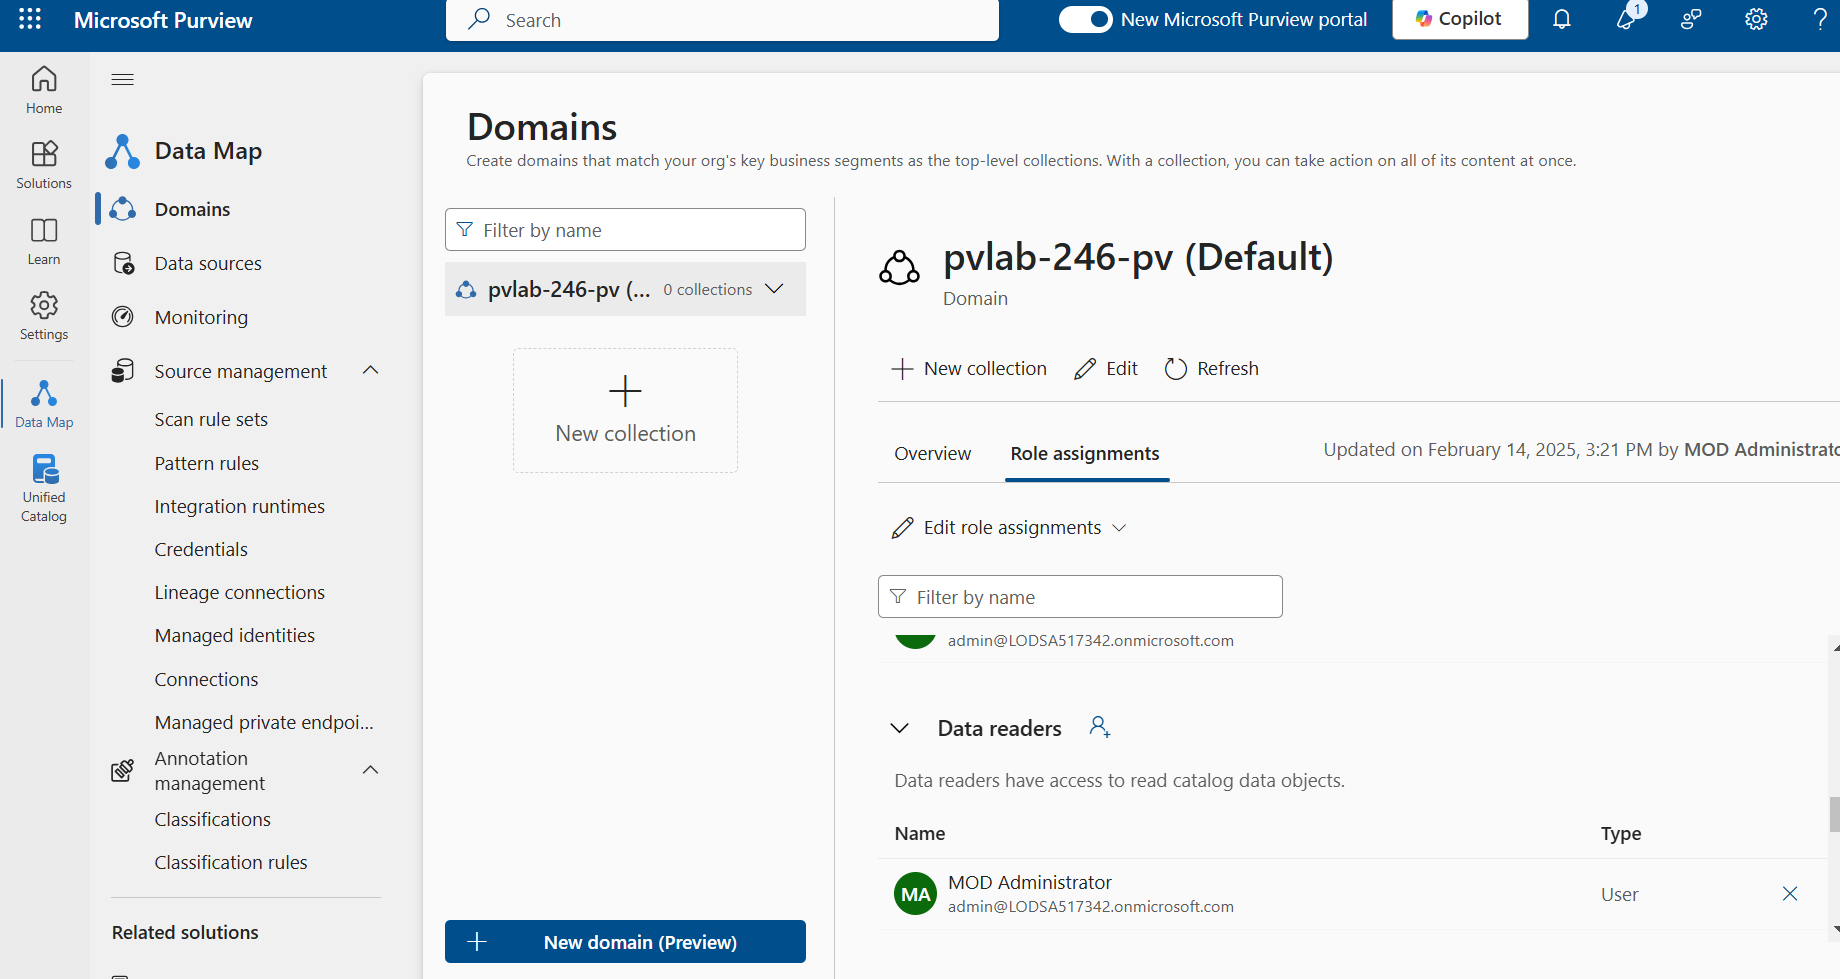 Microsoft Purview
Search
New Microsoft Purview portal
Copilot
1
Home
Solutions
Learn
Settings
Data Map
Unified
Catalog
Data Map
Domains
Data sources
Monitoring
Source management
Scan rule sets
Pattern rules
Integration runtimes
Credentials
Lineage connections
Managed identities
Connections
Managed private endpoi...
Annotation
management
Classifications
Classification rules
Related solutions
Domains
Create domains that match your org's key business segments as the top-level collections. With a collection, you can take action on all of its content at once.
Filter by name
pvlab-246-pv (... 0 collections
New collection
New domain (Preview)
pvlab-246-pv (Default)
Domain
New collection Edit Refresh
Overview Role assignments Updated on February 14, 2025, 3:21 PM by MOD Administrato
Edit role assignments
Filter by name
admin@LODSA517342.onmicrosoft.com
Data readers
Data readers have access to read catalog data objects.
Name Type
MA MOD Administrator User
admin@LODSA517342.onmicrosoft.com